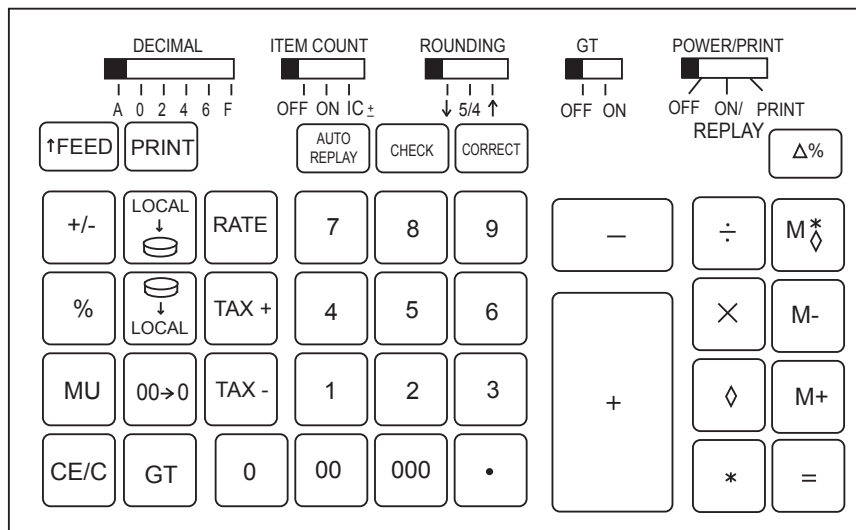 DECIMAL ITEM COUNT ROUNDING GT POWER/PRINT
A 0 2 4 6 F OFF ON IC ± ↓ 5/4 ↑ OFF ON OFF ON/ PRINT
REPLAY
↑FEED PRINT AUTO REPLAY CHECK CORRECT Δ%
+/- LOCAL ↓ RATE 7 8 9 – ÷ M*◊
% ↓ LOCAL TAX + 4 5 6 + × M-
MU 00→0 TAX - 1 2 3 ◊ M+
CE/C GT 0 00 000 • * =